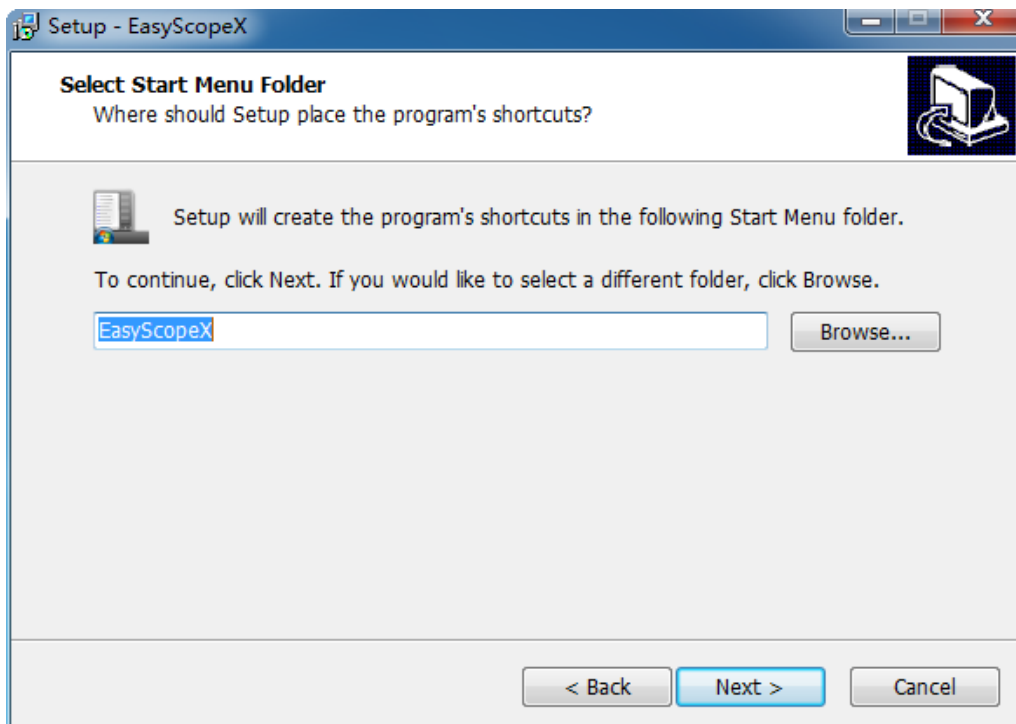 Setup - EasyScopeX
Select Start Menu Folder
Where should Setup place the program's shortcuts?
Setup will create the program's shortcuts in the following Start Menu folder.
To continue, click Next. If you would like to select a different folder, click Browse.
EasyScopeX
Browse...
< Back
Next >
Cancel